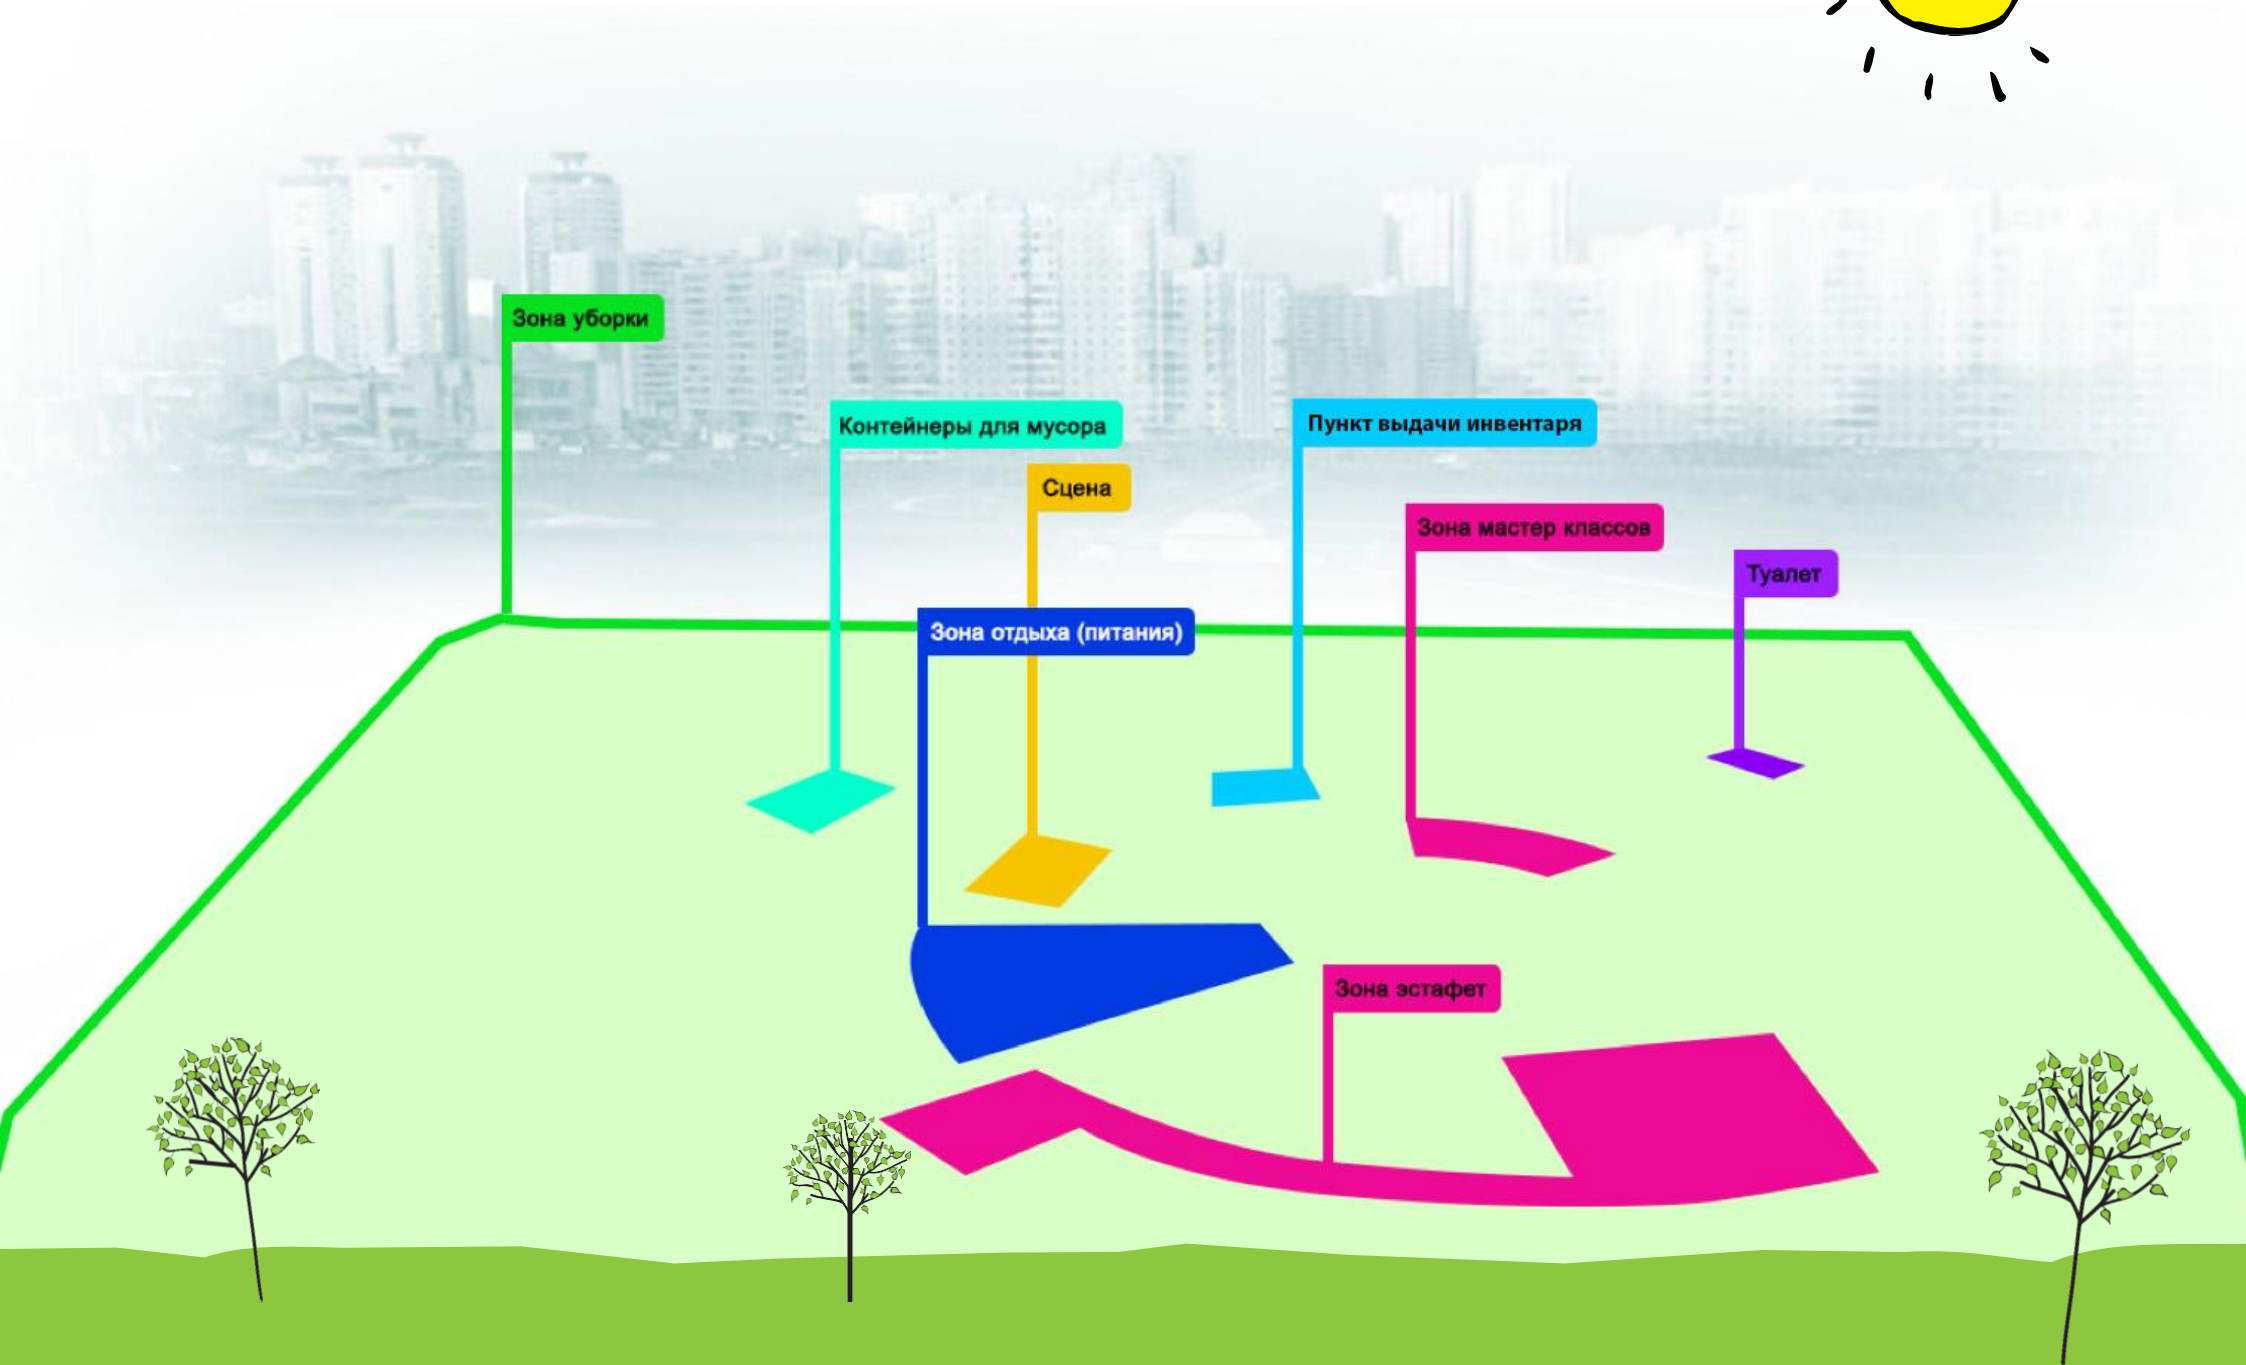 Зона уборки
Контейнеры для мусора
Пункт выдачи инвентаря
Сцена
Зона мастер классов
Туалет
Зона отдыха (питания)
Зона эстафет